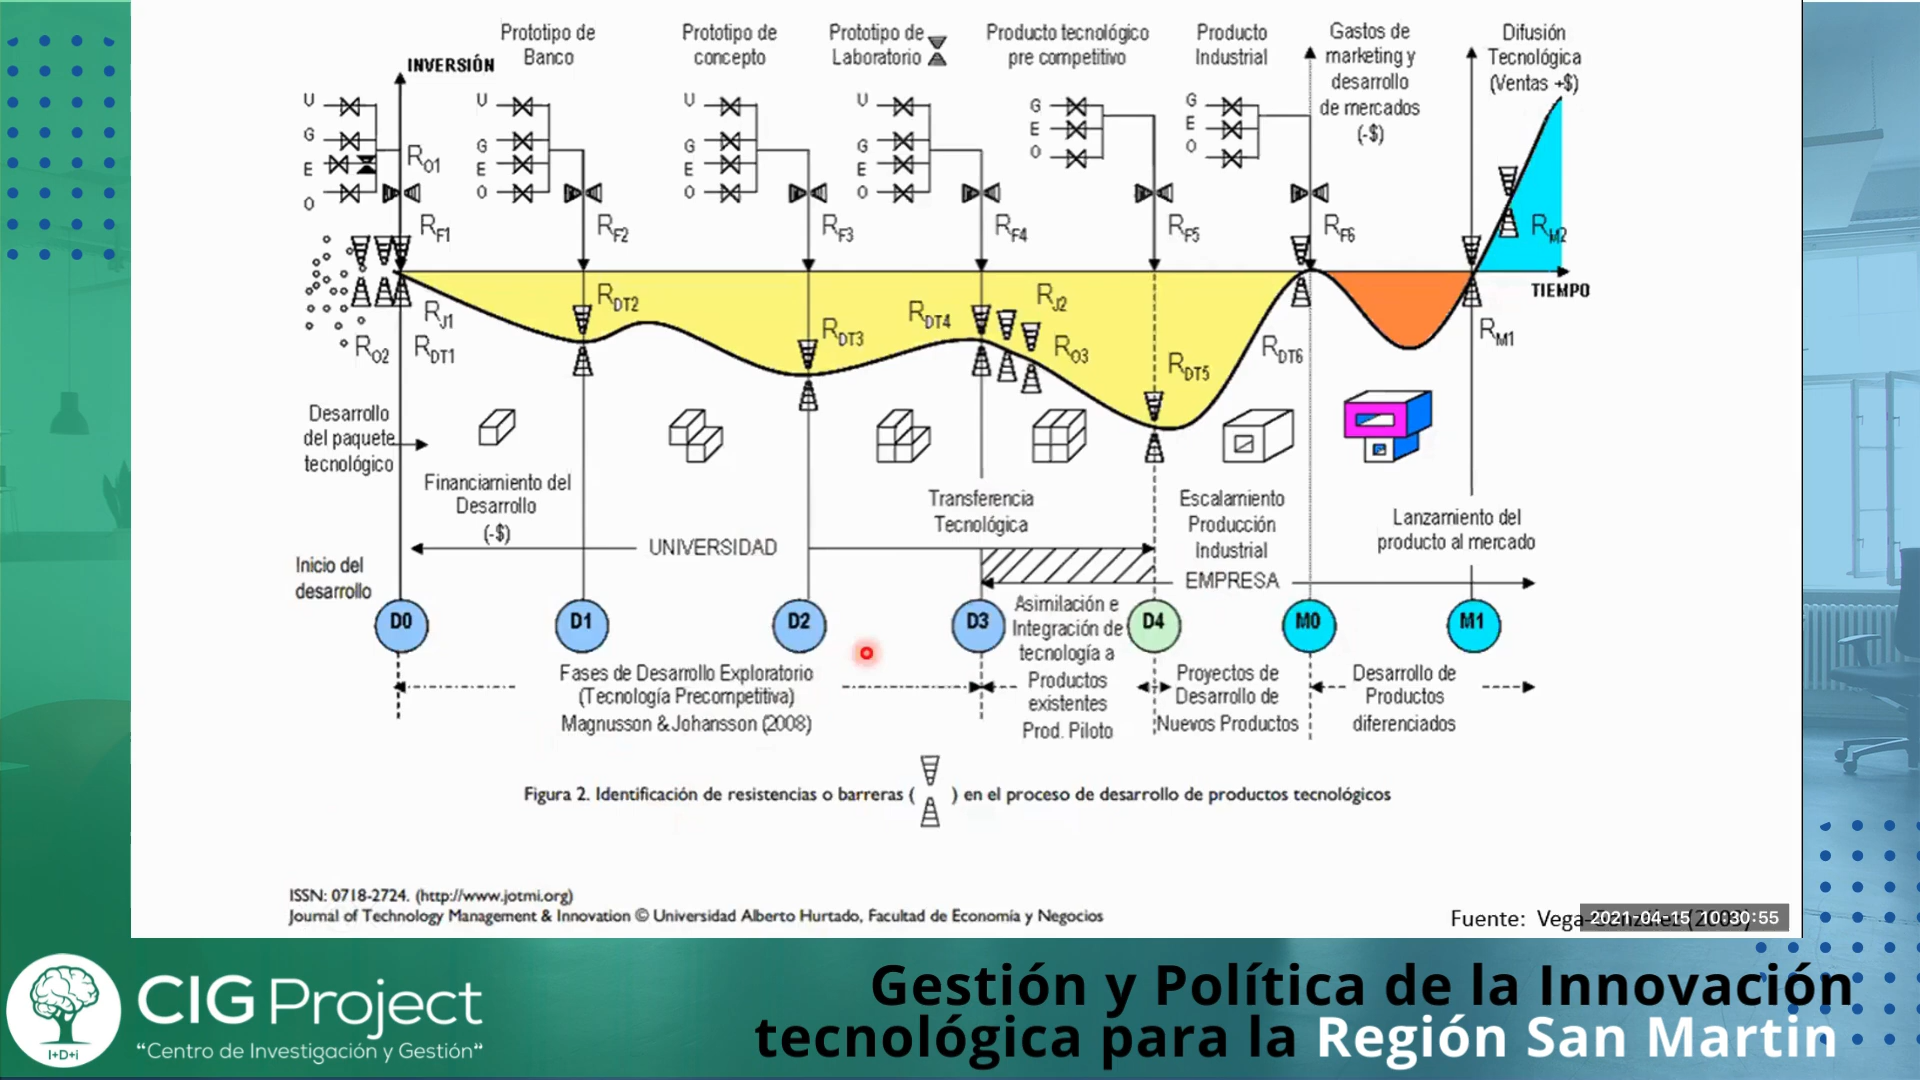 Prototipo de
Banco
Prototipo de
concepto
Prototipo de
Laboratorio
Producto tecnológico
pre competitivo
Producto
Industrial
Gastos de
marketing y
desarrollo
de mercados
(-$)
Difusión
Tecnológica
(Ventas +$)
INVERSIÓN
U
G
E
O
U
G
E
O
U
G
E
O
U
G
E
O
G
E
O
G
E
O
RO1
RF1
RF2
RF3
RF4
RF5
RF6
RM2
TIEMPO
RJ1
RO2
RDT1
RDT2
RDT3
RDT4
RJ2
RO3
RDT5
RDT6
RM1
Desarrollo
del paquete
tecnológico
Financiamiento del
Desarrollo
(-$)
Transferencia
Tecnológica
Escalamiento
Producción
Industrial
Lanzamiento del
producto al mercado
UNIVERSIDAD
EMPRESA
Inicio del
desarrollo
D0
D1
D2
D3
D4
M0
M1
Asimilación e
Integración de
tecnología a
Productos
existentes
Prod. Piloto
Fases de Desarrollo Exploratorio
(Tecnología Precompetitiva)
Magnusson & Johansson (2008)
Proyectos de
Desarrollo de
Nuevos Productos
Desarrollo de
Productos
diferenciados
Figura 2. Identificación de resistencias o barreras ( ) en el proceso de desarrollo de productos tecnológicos
ISSN: 0718-2724. (http://www.jotmi.org)
Journal of Technology Management & Innovation © Universidad Alberto Hurtado, Facultad de Economía y Negocios
Fuente: Vega
2021-04-15 10:30:55
CIG Project
"Centro de Investigación y Gestión"
I+D+i
Gestión y Política de la Innovación
tecnológica para la Región San Martin